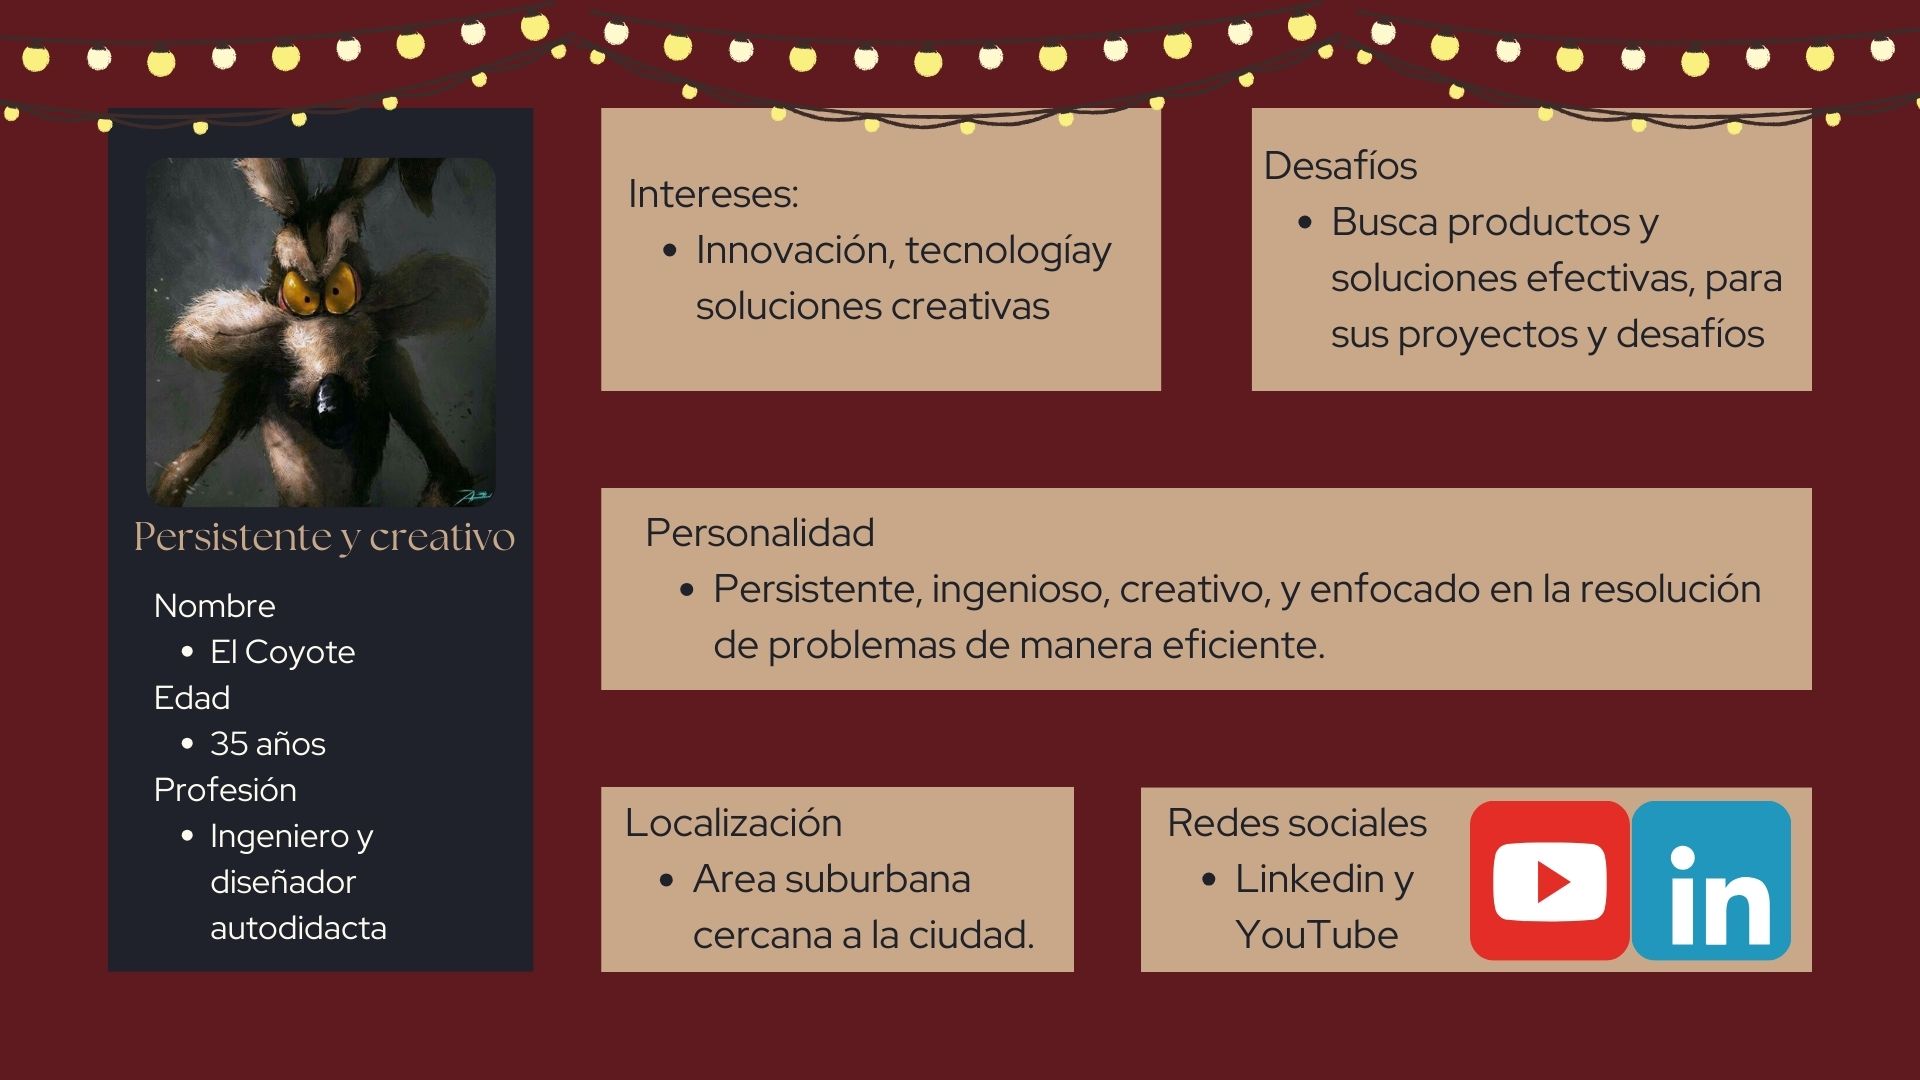 Persistente y creativo
Nombre
• El Coyote
Edad
• 35 años
Profesión
• Ingeniero y
diseñador
autodidacta
Intereses:
• Innovación, tecnologíay
soluciones creativas
Desafíos
• Busca productos y
soluciones efectivas, para
sus proyectos y desafíos
Personalidad
• Persistente, ingenioso, creativo, y enfocado en la resolución
de problemas de manera eficiente.
Localización
• Area suburbana
cercana a la ciudad.
Redes sociales
• Linkedin y
YouTube
in